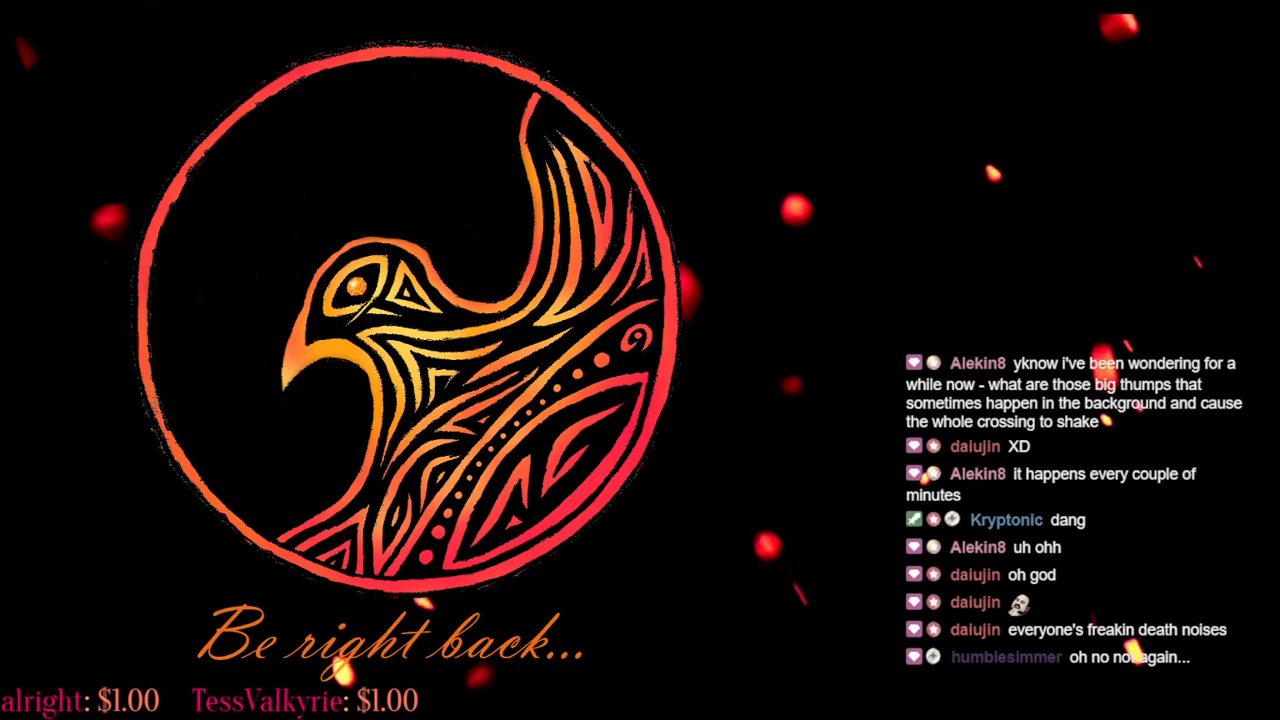 Alekin8 yknow i've been wondering for a
while now - what are those big thumps that
sometimes happen in the background and cause
the whole crossing to shake
daiujin XD
Alekin8 it happens every couple of
minutes
Kryptonic dang
Alekin8 uh ohh
daiujin oh god
daiujin
daiujin everyone's freakin death noises
humblesimmer oh no not again...
Be right back...
alright: $1.00 TessValkyrie: $1.00